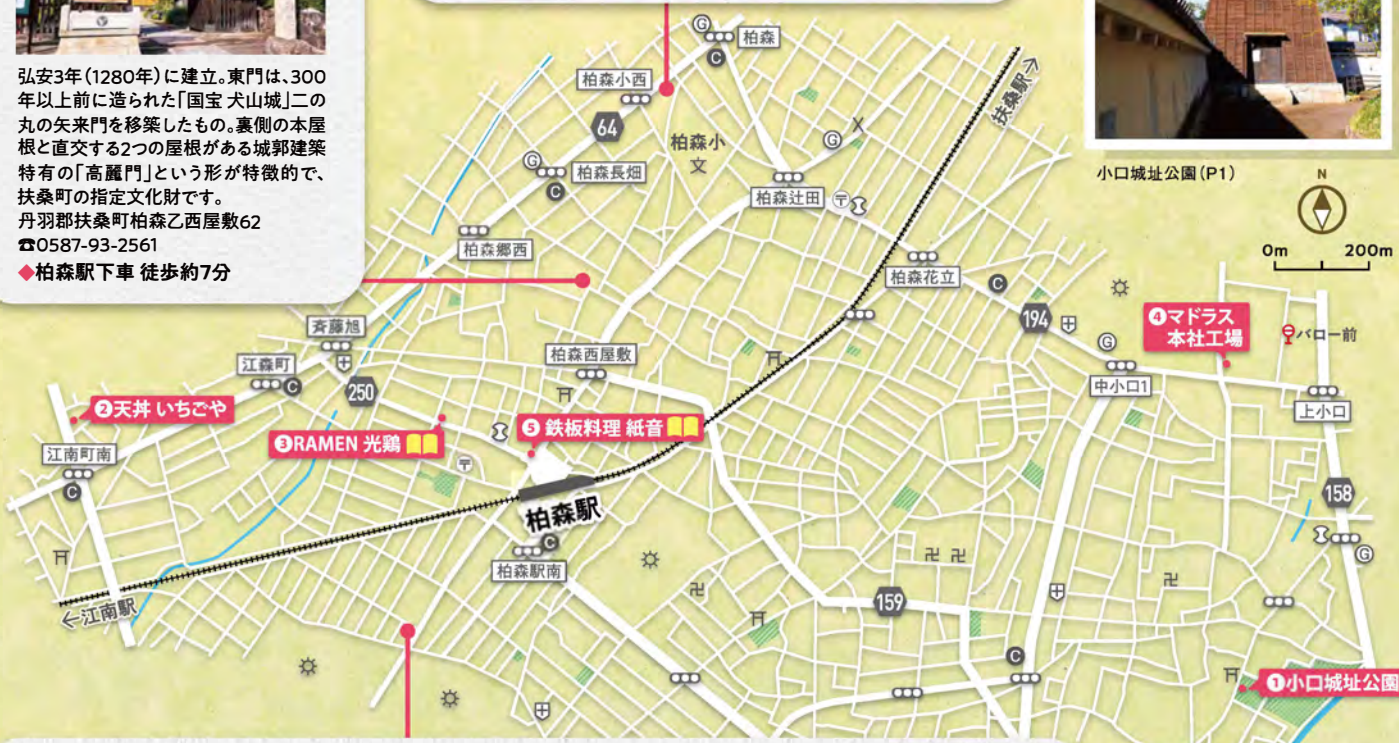 弘安3年(1280年)に建立。東門は、300
年以上前に造られた「国宝 犬山城」二の
丸の矢来門を移築したもの。裏側の本屋
根と直交する2つの屋根がある城郭建築
特有の「高麗門」という形が特徴的で、
扶桑町の指定文化財です。
丹羽郡扶桑町柏森乙西屋敷62
☎0587-93-2561
◆柏森駅下車 徒歩約7分
小口城址公園(P1)
N
0m 200m
G
柏森
C
柏森小西
64
柏森小
文
G
X
扶桑駅→
G
柏森長畑
C
柏森辻田
〒
柏森郷西
柏森花立
C
194
G
❹マドラス
本社工場
バロー前
斉藤旭
江森町
C
250
柏森西屋敷
中小口1
上小口
❷天丼 いちごや
❸RAMEN 光鶏
❺鉄板料理 紙音
江南町南
C
〒
柏森駅
C
柏森駅南
158
G
卍 卍
卍
卍
159
←江南駅
C
❶小口城址公園